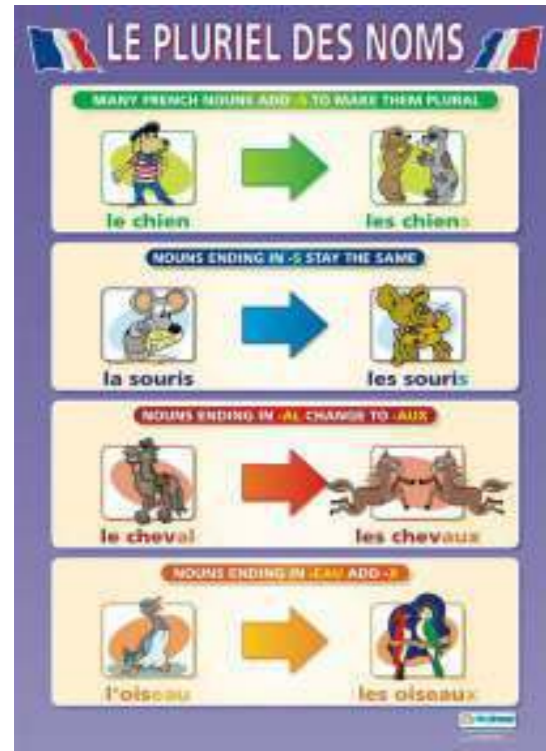 LE PLURIEL DES NOMS
MANY FRENCH NOUNS ADD -S TO MAKE THEM PLURAL
le chien
les chiens
NOUNS ENDING IN -S STAY THE SAME
la souris
les souris
NOUNS ENDING IN -AL CHANGE TO -AUX
le cheval
les chevaux
NOUNS ENDING IN -EAU ADD -X
l'oiseau
les oiseaux